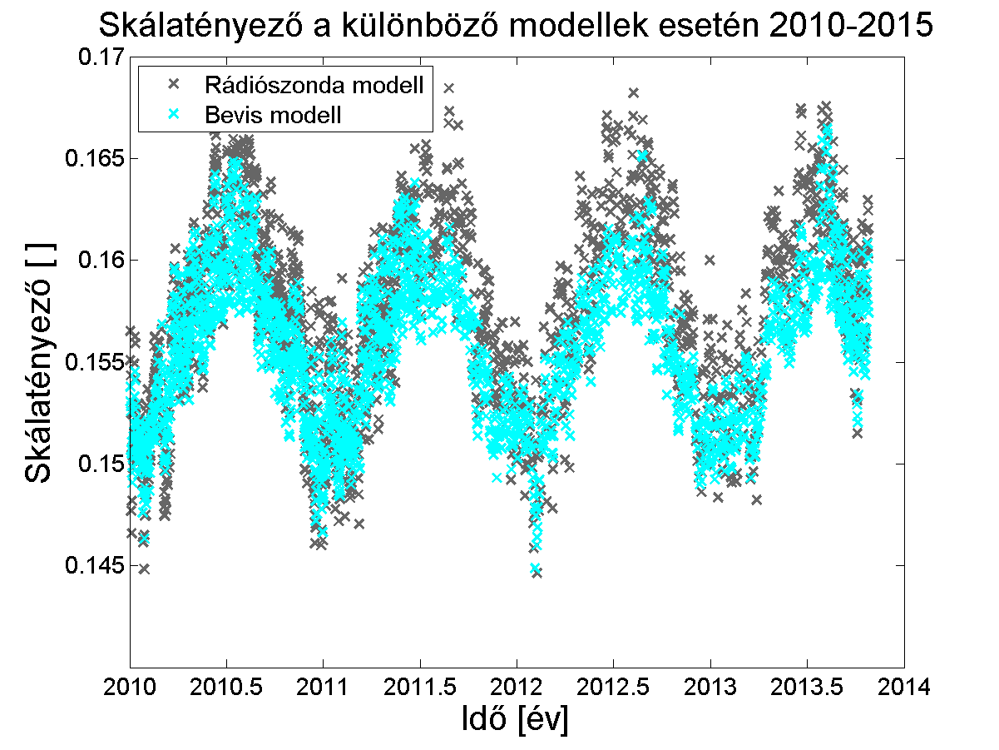 Skálatényező a különböző modellek esetén 2010-2015
Rádiószonda modell
Bevis modell
0.17
0.165
0.16
0.155
0.15
0.145
Skálatényező [ ]
2010 2010.5 2011 2011.5 2012 2012.5 2013 2013.5 2014
Idő [év]